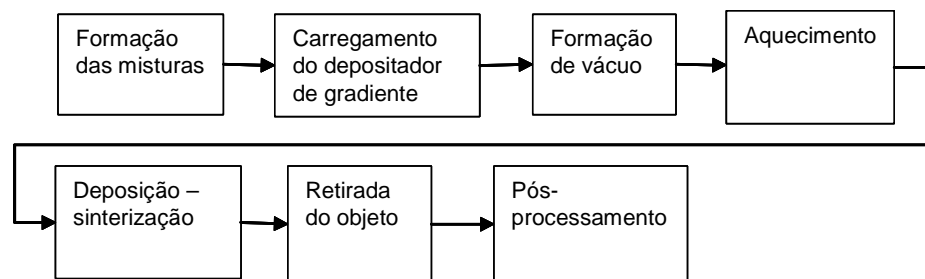 Formação
das misturas
Carregamento
do depositador
de gradiente
Formação
de vácuo
Aquecimento
Deposição –
sinterização
Retirada
do objeto
Pós-
processamento